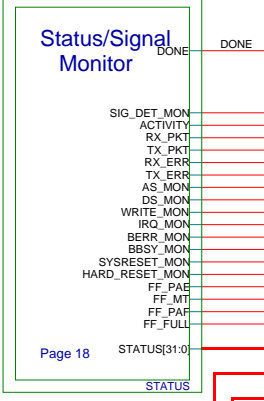 Status/Signal
Monitor
DONE
DONE
SIG_DET_MON
ACTIVITY
RX_PKT
TX_PKT
RX_ERR
TX_ERR
AS_MON
DS_MON
WRITE_MON
IRQ_MON
BERR_MON
BBSY_MON
SYSRESET_MON
HARD_RESET_MON
FF_PAE
FF_MT
FF_PAF
FF_FULL
Page 18
STATUS[31:0]
STATUS